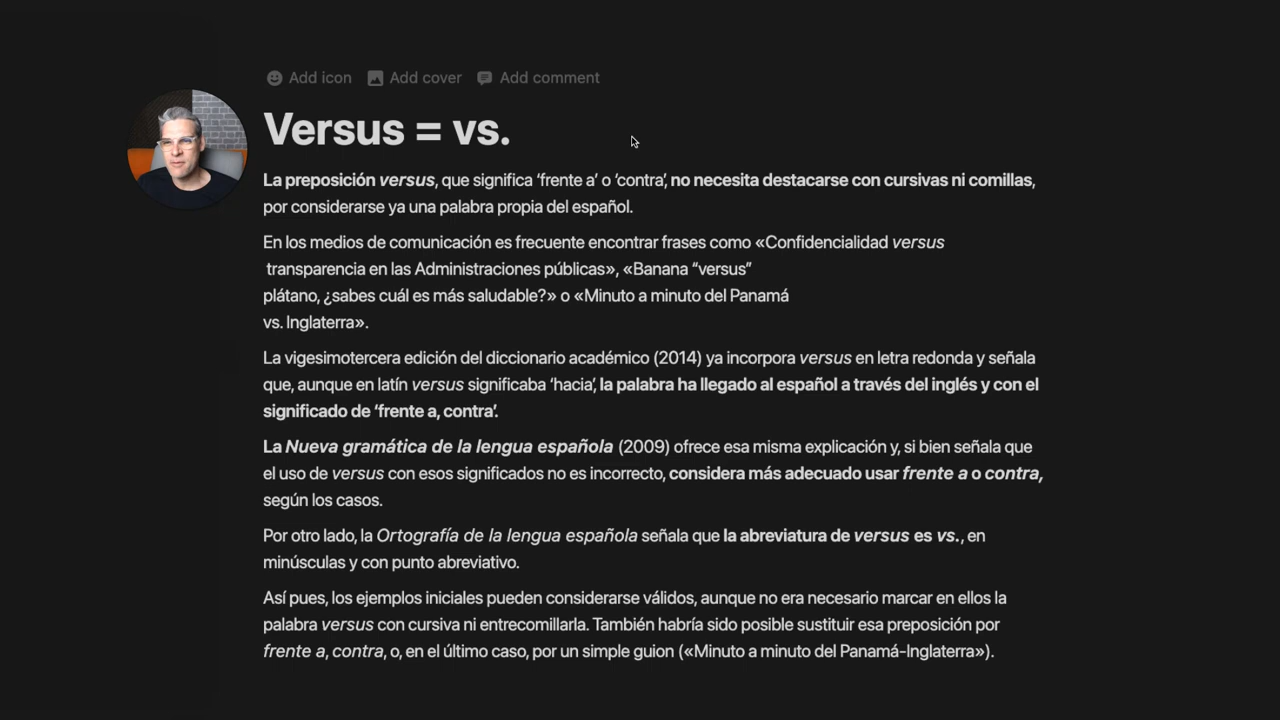 Add icon Add cover Add comment
Versus = vs.
La preposición versus, que significa ‘frente a’ o ‘contra’, no necesita destacarse con cursivas ni comillas,
por considerarse ya una palabra propia del español.
En los medios de comunicación es frecuente encontrar frases como «Confidencialidad versus
transparencia en las Administraciones públicas», «Banana “versus”
plátano, ¿sabes cuál es más saludable?» o «Minuto a minuto del Panamá
vs. Inglaterra».
La vigesimotercera edición del diccionario académico (2014) ya incorpora versus en letra redonda y señala
que, aunque en latín versus significaba ‘hacia’, la palabra ha llegado al español a través del inglés y con el
significado de ‘frente a, contra’.
La Nueva gramática de la lengua española (2009) ofrece esa misma explicación y, si bien señala que
el uso de versus con esos significados no es incorrecto, considera más adecuado usar frente a o contra,
según los casos.
Por otro lado, la Ortografía de la lengua española señala que la abreviatura de versus es vs., en
minúsculas y con punto abreviativo.
Así pues, los ejemplos iniciales pueden considerarse válidos, aunque no era necesario marcar en ellos la
palabra versus con cursiva ni entrecomillarla. También habría sido posible sustituir esa preposición por
frente a, contra, o, en el último caso, por un simple guion («Minuto a minuto del Panamá-Inglaterra»).